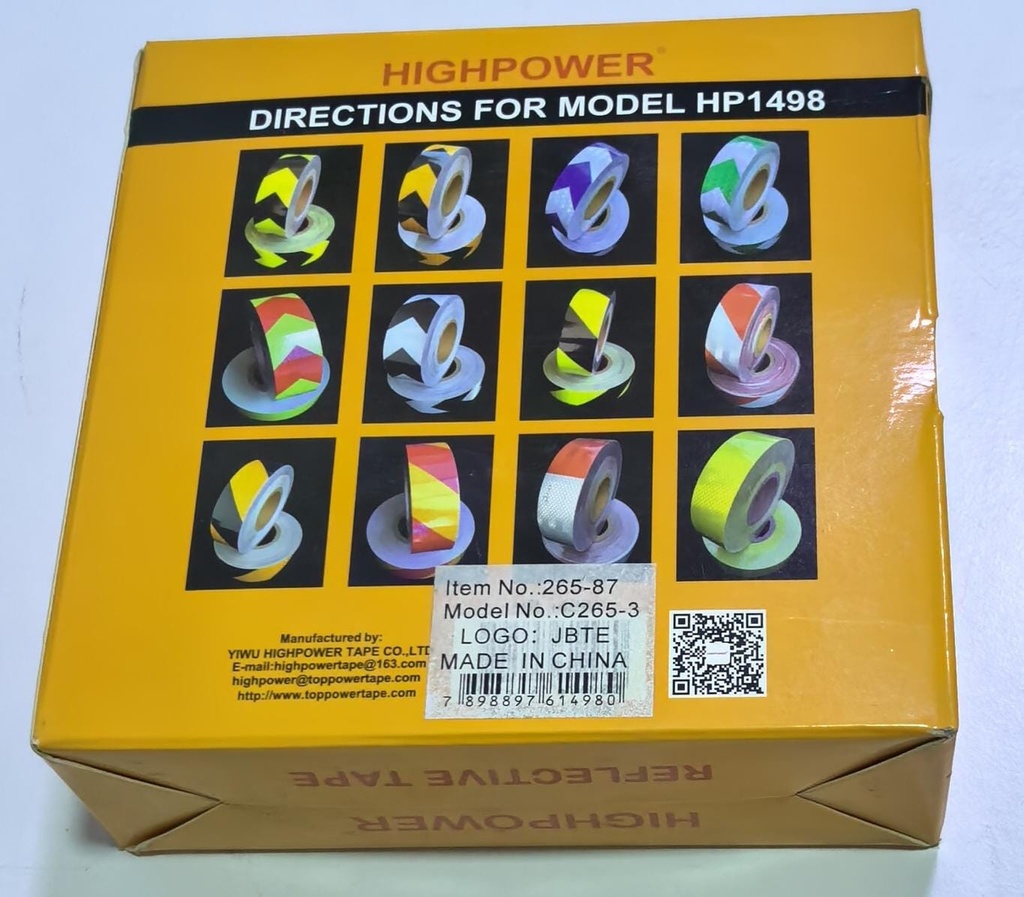 HIGHPOWER®
DIRECTIONS FOR MODEL HP1498
Item No.:265-87
Model No.:C265-3
LOGO: JBTE
MADE IN CHINA
7 898897 614980
Manufactured by:
YIWU HIGHPOWER TAPE CO.,LTD
E-mail:highpowertape@163.com
highpower@toppowertape.com
http://www.toppowertape.com
REFLECTIVE TAPE
HIGHPOWER®